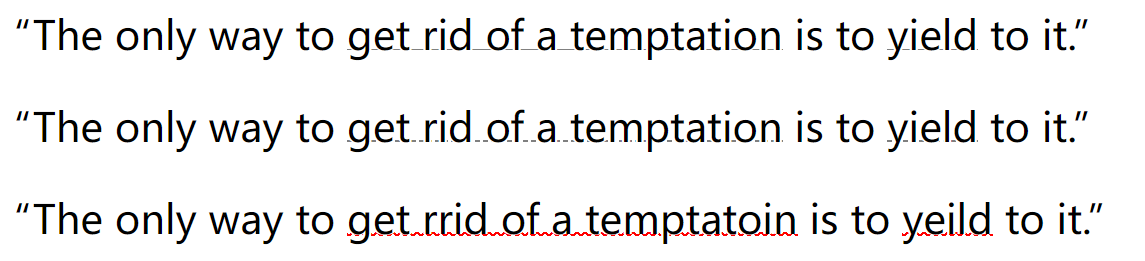 “The only way to get rid of a temptation is to yield to it.”
“The only way to get rid of a temptation is to yield to it.”
“The only way to get rrid of a temptatoin is to yeild to it.”